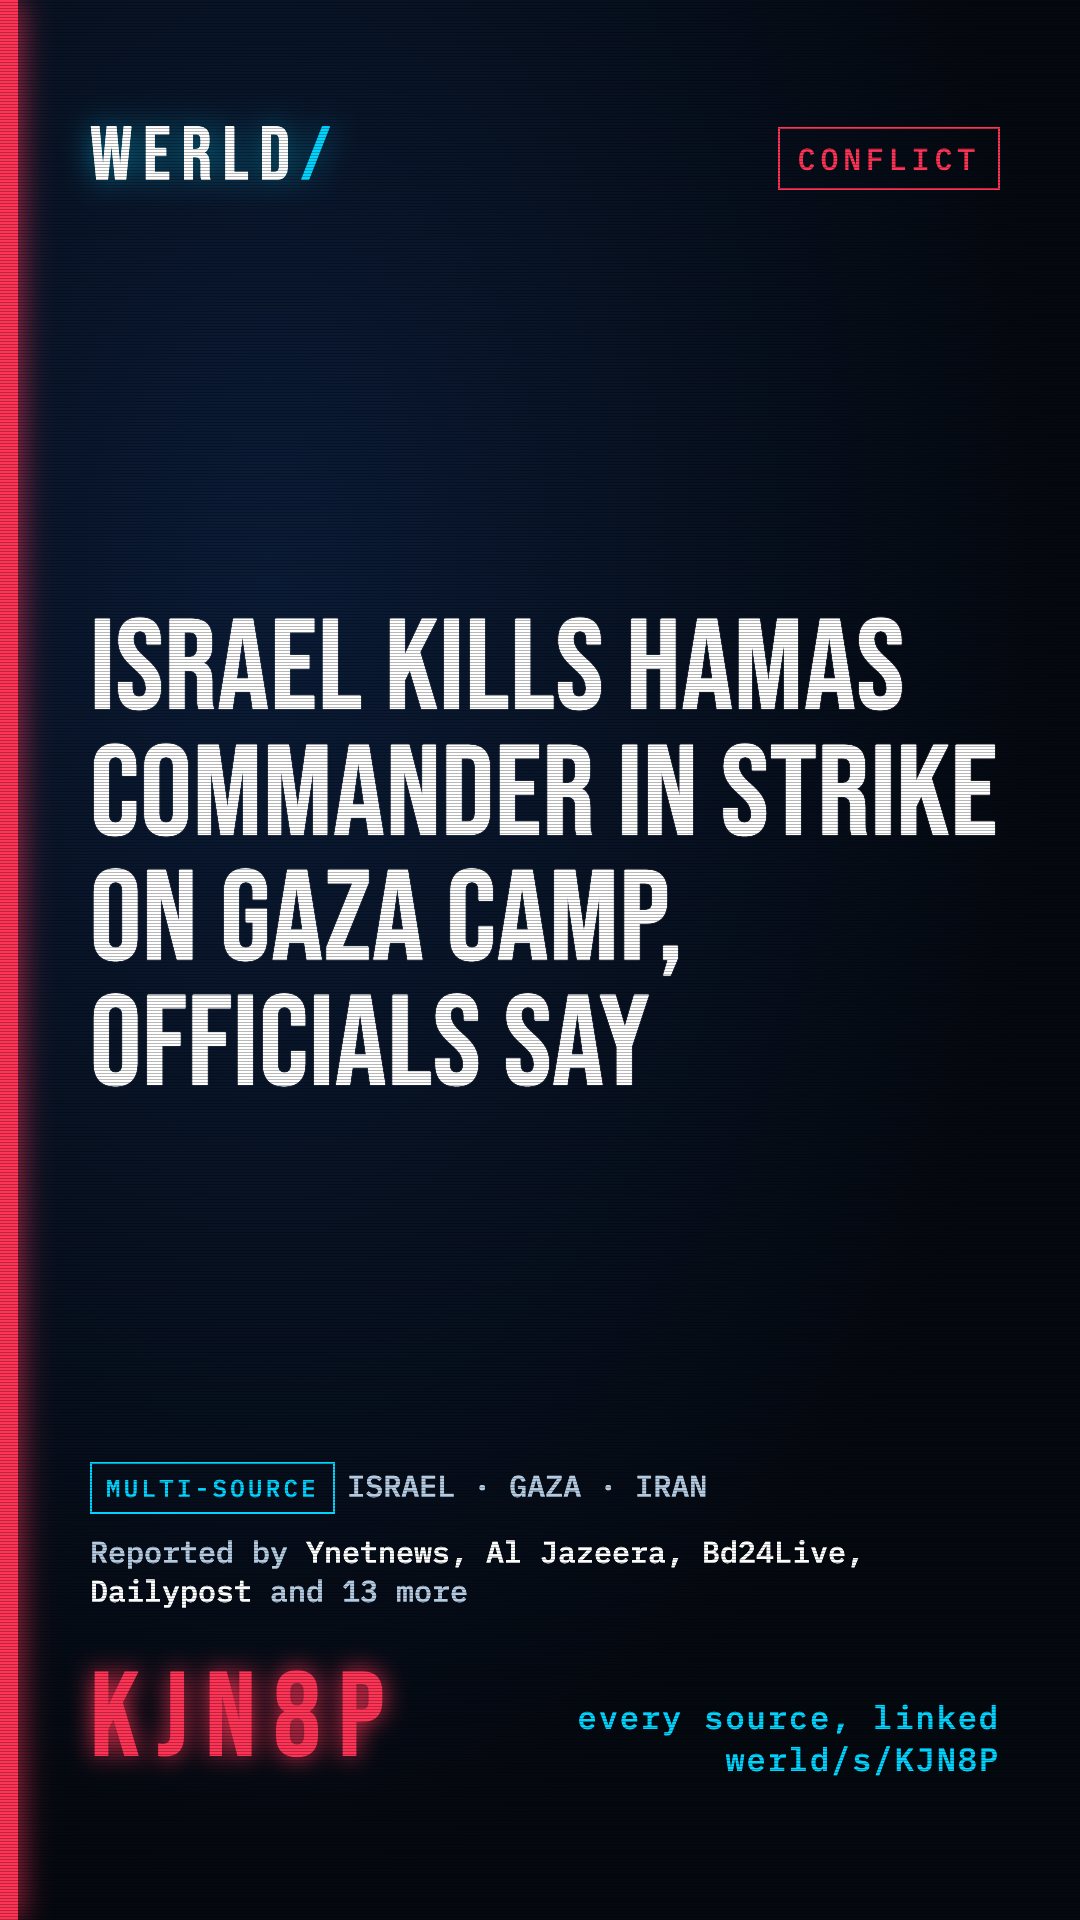 WERLD/
CONFLICT
ISRAEL KILLS HAMAS
COMMANDER IN STRIKE
ON GAZA CAMP,
OFFICIALS SAY
MULTI-SOURCE ISRAEL · GAZA · IRAN
Reported by Ynetnews, Al Jazeera, Bd24Live,
Dailypost and 13 more
KJN8P
every source, linked
werld/s/KJN8P